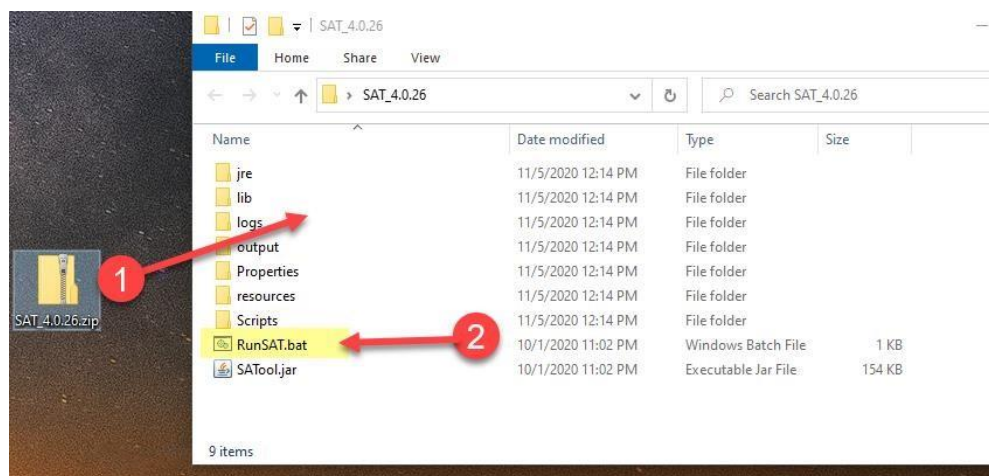 SAT_4.0.26
File Home Share View
SAT_4.0.26 Search SAT_4.0.26
Name Date modified Type Size
jre 11/5/2020 12:14 PM File folder
lib 11/5/2020 12:14 PM File folder
logs 11/5/2020 12:14 PM File folder
output 11/5/2020 12:14 PM File folder
Properties 11/5/2020 12:14 PM File folder
resources 11/5/2020 12:14 PM File folder
Scripts 11/5/2020 12:14 PM File folder
RunSAT.bat 10/1/2020 11:02 PM Windows Batch File 1 KB
SATool.jar 10/1/2020 11:02 PM Executable Jar File 154 KB
9 items
1
SAT_4.0.26.zip
2